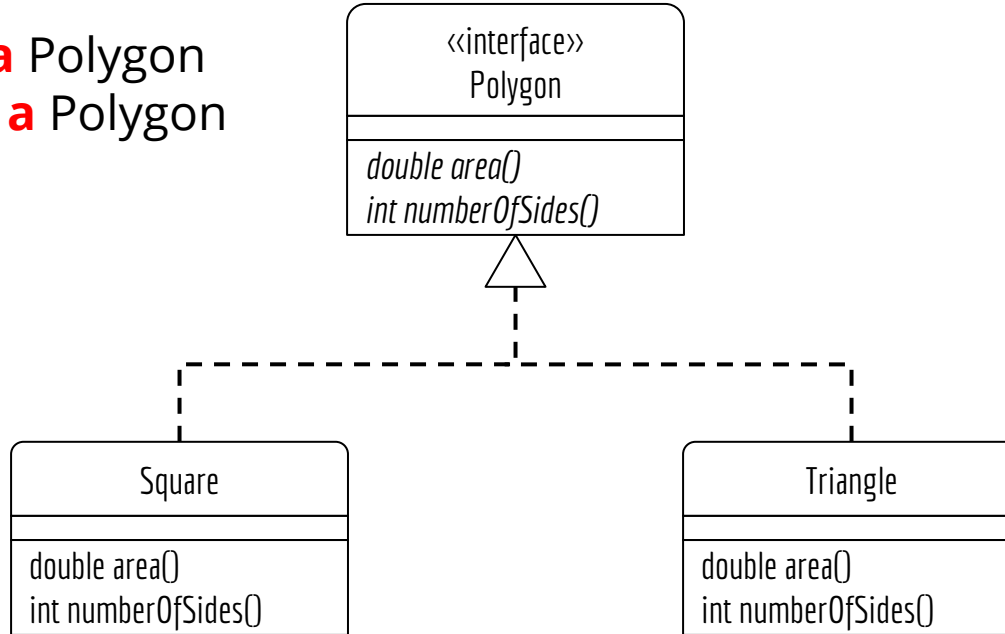 a Polygon
a Polygon
‹‹interface››
Polygon
double area()
int numberOfSides()
Square
double area()
int numberOfSides()
Triangle
double area()
int numberOfSides()